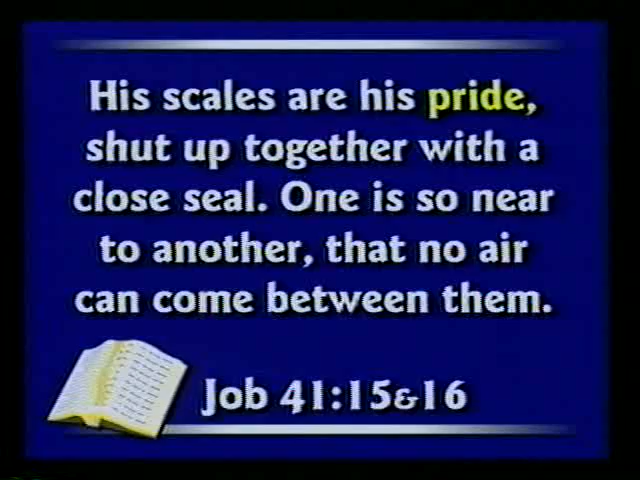 His scales are his pride,
shut up together with a
close seal. One is so near
to another, that no air
can come between them.
Job 41:15&16